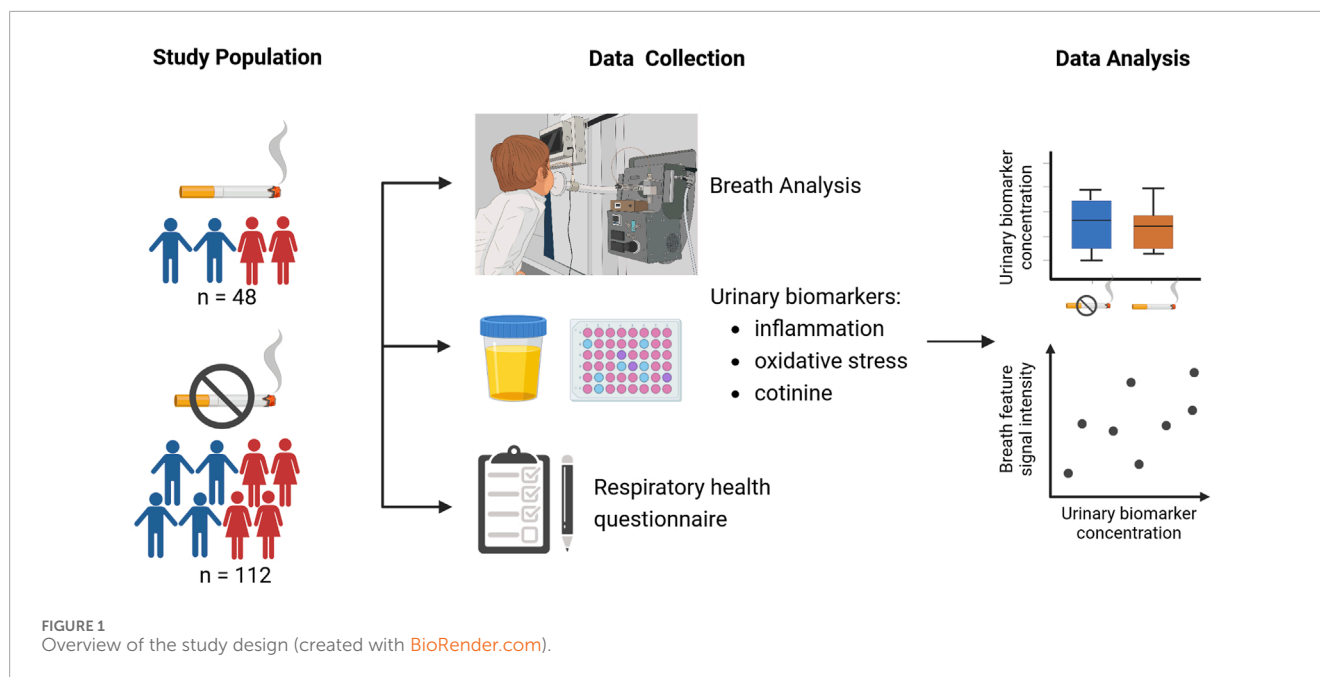 Study Population
Data Collection
Data Analysis
n = 48
n = 112
Breath Analysis
Urinary biomarkers:
• inflammation
• oxidative stress
• cotinine
Respiratory health
questionnaire
Urinary biomarker
concentration
Breath feature
signal intensity
Urinary biomarker
concentration
FIGURE 1
Overview of the study design (created with BioRender.com).